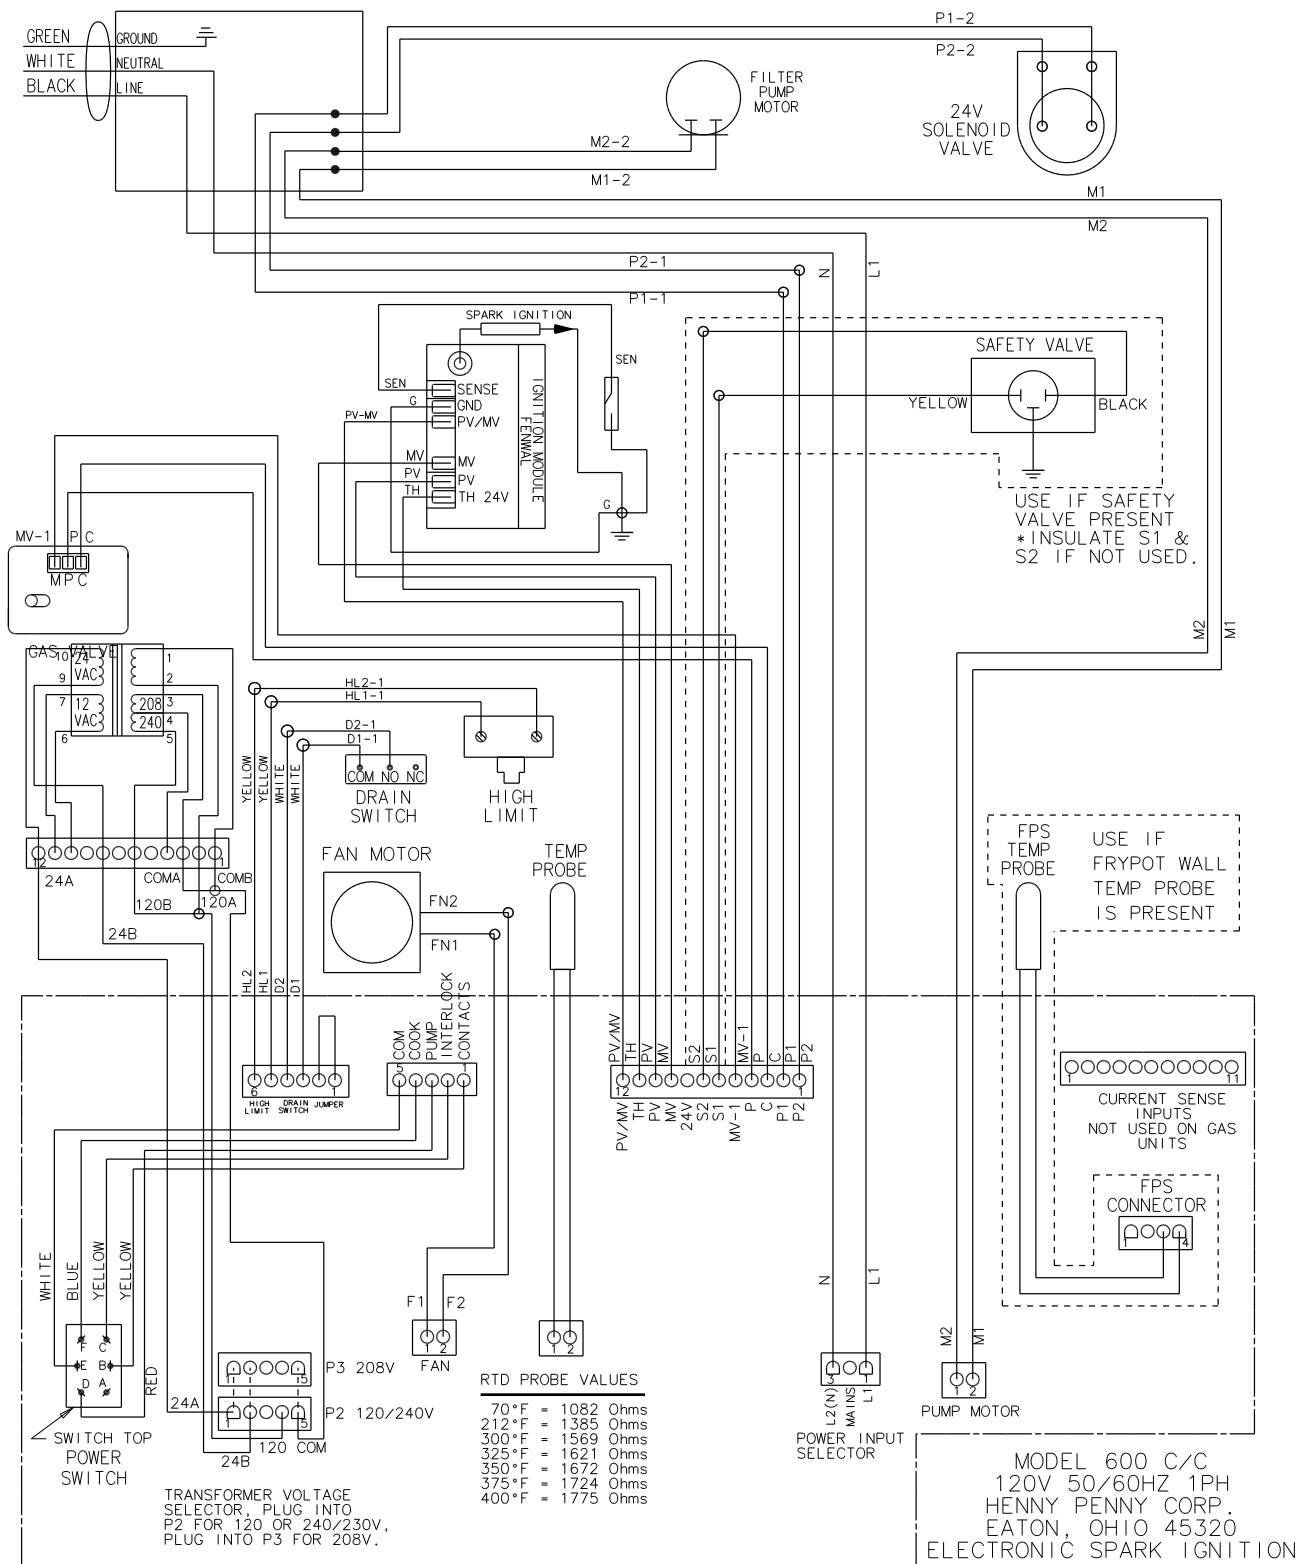 GREEN
GROUND
WHITE
NEUTRAL
BLACK
LINE
P1-2
P2-2
FILTER
PUMP
MOTOR
24V
SOLENOID
VALVE
M2-2
M1-2
M1
M2
P2-1
P1-1
N
L1
SPARK IGNITION
SEN
SEN
SENSE
G
GND
PV-MV
PV/MV
MV
MV
PV
PV
TH
TH 24V
IGNITION MODULE
FENWAL
G
SAFETY VALVE
YELLOW
BLACK
USE IF SAFETY
VALVE PRESENT
*INSULATE S1 &
S2 IF NOT USED.
MV-1
P
C
M P C
GAS VALVE
M2
M1
10
24
VAC
9
7
12
VAC
6
1
2
208
3
240
4
5
HL2-1
HL1-1
D2-1
D1-1
YELLOW
YELLOW
WHITE
WHITE
COM NO NC
DRAIN
SWITCH
HIGH
LIMIT
12
1
24A
COMA
COMB
120B
120A
24B
FAN MOTOR
FN2
FN1
TEMP
PROBE
FPS
TEMP
PROBE
USE IF
FRYPOT WALL
TEMP PROBE
IS PRESENT
HL2
HL1
D2
D1
6
1
HIGH
LIMIT
DRAIN
SWITCH
JUMPER
COM
COOK
PUMP
INTERLOCK
CONTACTS
5
1
PV/MV
TH
PV
MV
S2
S1
MV-1
P
C
P1
P2
12
1
PV/MV
TH
PV
MV
24V
S2
S1
MV-1
P
C
P1
P2
1
11
CURRENT SENSE
INPUTS
NOT USED ON GAS
UNITS
FPS
CONNECTOR
1
4
WHITE
BLUE
YELLOW
YELLOW
F C
E B
D A
RED
SWITCH TOP
POWER
SWITCH
1
5
P3 208V
24A
1
5
P2 120/240V
120 COM
24B
TRANSFORMER VOLTAGE
SELECTOR, PLUG INTO
P2 FOR 120 OR 240/230V,
PLUG INTO P3 FOR 208V.
F1
F2
1 2
FAN
1 2
RTD PROBE VALUES
70°F = 1082 Ohms
212°F = 1385 Ohms
300°F = 1569 Ohms
325°F = 1621 Ohms
350°F = 1672 Ohms
375°F = 1724 Ohms
400°F = 1775 Ohms
N
L1
3
1
L2(N)
MAINS
L1
POWER INPUT
SELECTOR
M2
M1
1 2
PUMP MOTOR
MODEL 600 C/C
120V 50/60HZ 1PH
HENNY PENNY CORP.
EATON, OHIO 45320
ELECTRONIC SPARK IGNITION